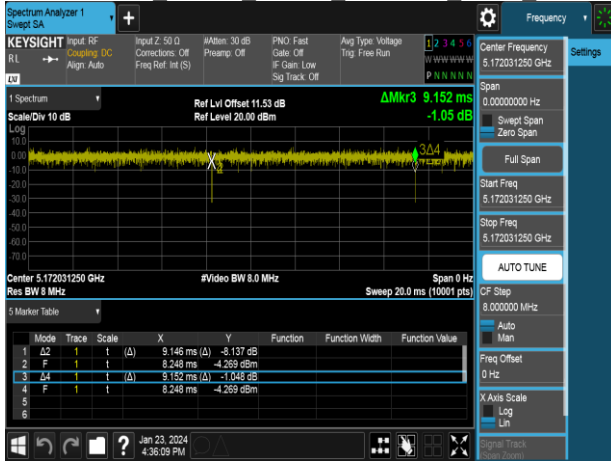 Spectrum Analyzer 1
Swept SA
+
Frequency
KEYSIGHT Input: RF
RL Coupling: DC
Align: Auto
LXI
Input Z: 50 Ω
Corrections: Off
Freq Ref: Int (S)
#Atten: 30 dB
Preamp: Off
PNO: Fast
Gate: Off
IF Gain: Low
Sig Track: Off
Avg Type: Voltage
Trig: Free Run
1 2 3 4 5 6
W W W W W W
P N N N N N
1 Spectrum
Scale/Div 10 dB
Ref Lvl Offset 11.53 dB
Ref Level 20.00 dBm
ΔMkr3 9.152 ms
-1.05 dB
Log
10.0
0.00
-10.0
-20.0
-30.0
-40.0
-50.0
-60.0
-70.0
3Δ4
Center 5.172031250 GHz
Res BW 8 MHz
#Video BW 8.0 MHz
Span 0 Hz
Sweep 20.0 ms (10001 pts)
5 Marker Table
Mode Trace Scale X Y Function Function Width Function Value
1 Δ2 1 t (Δ) 9.146 ms (Δ) -8.137 dB
2 F 1 t 8.248 ms -4.269 dBm
3 Δ4 1 t (Δ) 9.152 ms (Δ) -1.048 dB
4 F 1 t 8.248 ms -4.269 dBm
5
6
?
Jan 23, 2024
4:36:09 PM
Center Frequency
5.172031250 GHz
Settings
Span
0.00000000 Hz
Swept Span
Zero Span
Full Span
Start Freq
5.172031250 GHz
Stop Freq
5.172031250 GHz
AUTO TUNE
CF Step
8.000000 MHz
Auto
Man
Freq Offset
0 Hz
X Axis Scale
Log
Lin
Signal Track
(Span Zoom)